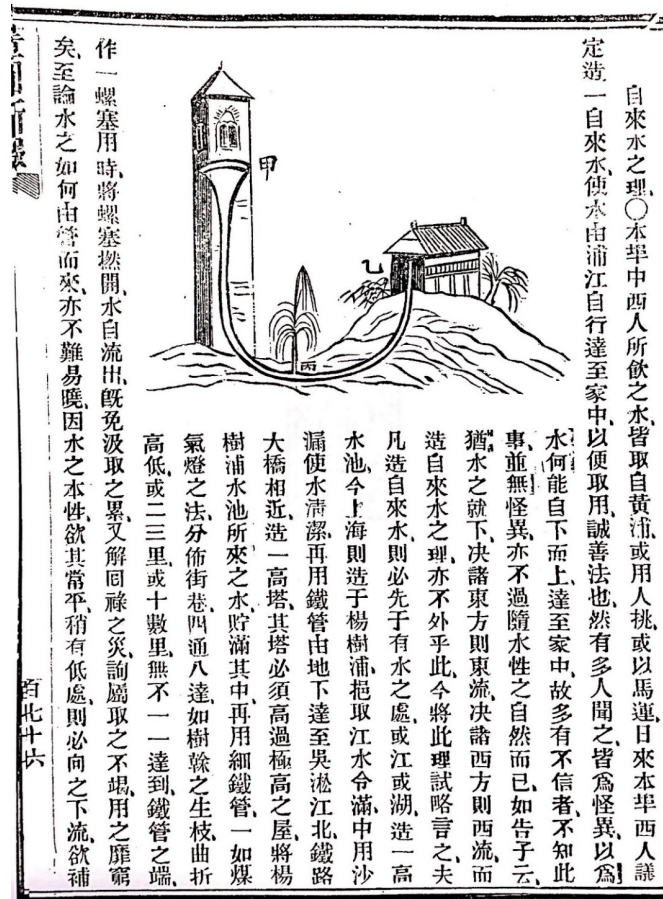 自來水之理、〇本埠中西人所飮之水、皆取自黃浦、或用人挑、或以馬運、日來本埠西人議
定造一自來水、使水由浦江自行達至家中、以便取用、誠善法也、然有多人聞之、皆爲怪異、以爲
水何能自下而上、達至家中、故多有不信者、不知此
事、並無怪異、亦不過隨水性之自然而已、如告子云、
猶水之就下、決諸東方則東流、決諸西方則西流、而
造自來水之理、亦不外乎此、今將此理試略言之、夫
凡造自來水、則必先于有水之處、或江或湖、造一高
水池、今上海則造于楊樹浦、挹取江水令滿、中用沙
漏使水淸潔、再用鐵管由地下達至吳淞江北、鐵路
大橋相近、造一高塔、其塔必須高過極高之屋、將楊
樹浦水池所來之水、貯滿其中、再用細鐵管、一如煤
氣燈之法、分佈街巷、四通八達、如樹榦之生枝、曲折
高低、或二三里、或十數里、無不一一達到、鐵管之端、
作一螺塞、用時、將螺塞撚開、水自流出、旣免汲取之累、又解回祿之災、詢屬取之不竭、用之靡窮
矣、至論水之如何由管而來、亦不難易曉、因水之本性、欲其當平、稍有低處、則必向之下流、欲補
甲
乙
丙
百七十六